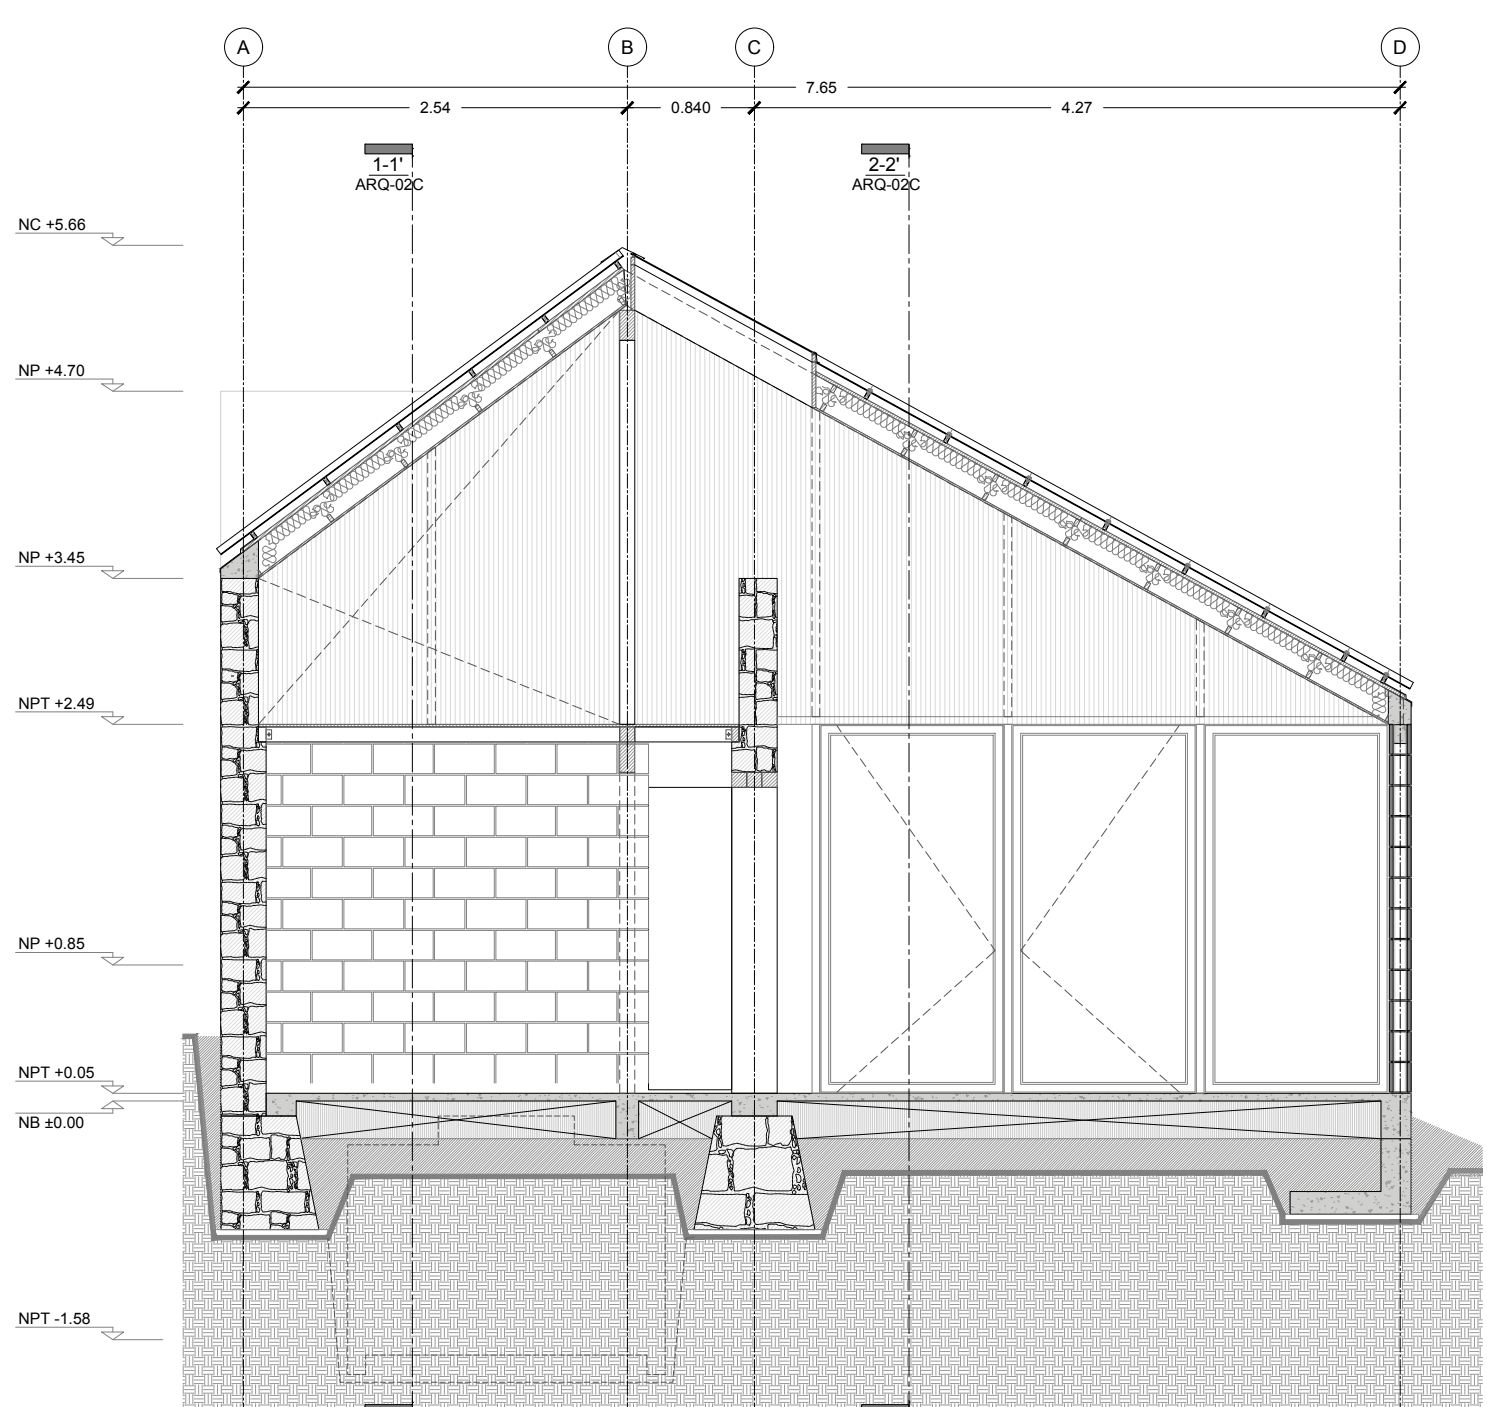 A
B
C
D
7.65
2.54
0.840
4.27
1-1'
ARQ-02C
2-2'
ARQ-02C
NC +5.66
NP +4.70
NP +3.45
NPT +2.49
NP +0.85
NPT +0.05
NB ±0.00
NPT -1.58